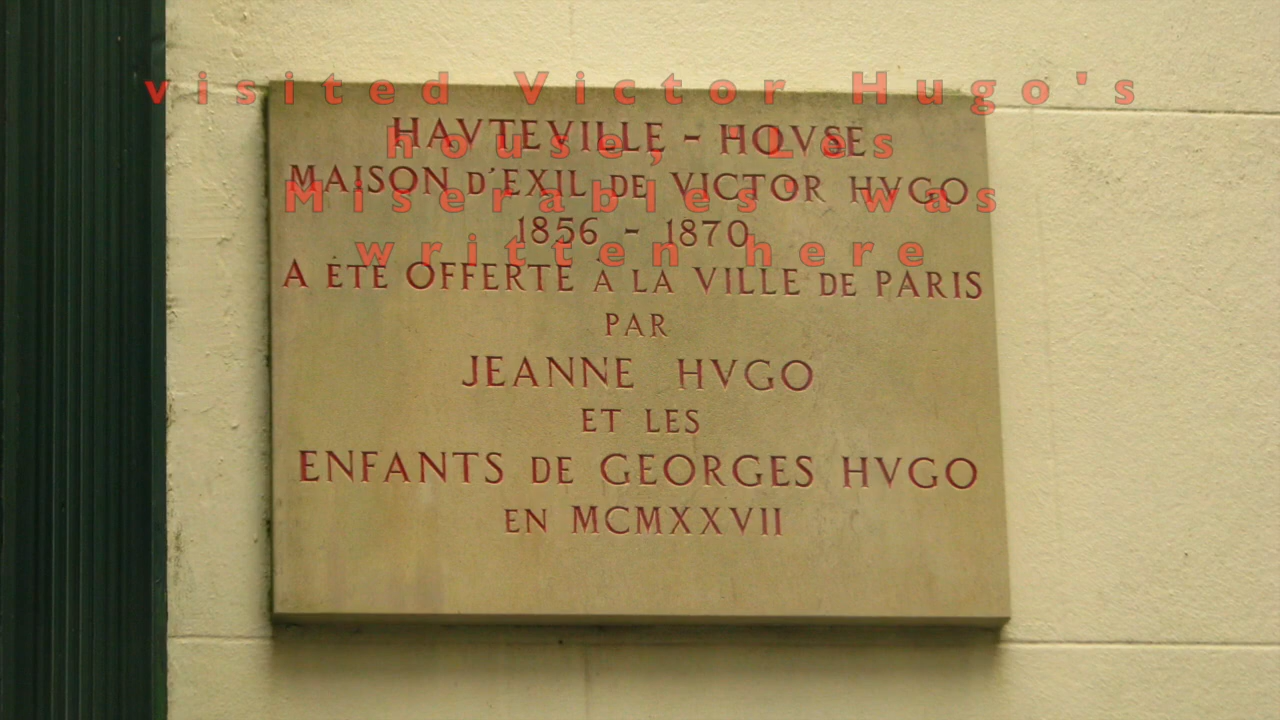 visited Victor Hugo's
house, 'Les
Miserables' was
written here
HAVTEVILLE - HOVSE
MAISON D'EXIL DE VICTOR HVGO
1856 - 1870
A ÉTÉ OFFERTE À LA VILLE DE PARIS
PAR
JEANNE HVGO
ET LES
ENFANTS DE GEORGES HVGO
EN MCMXXVII